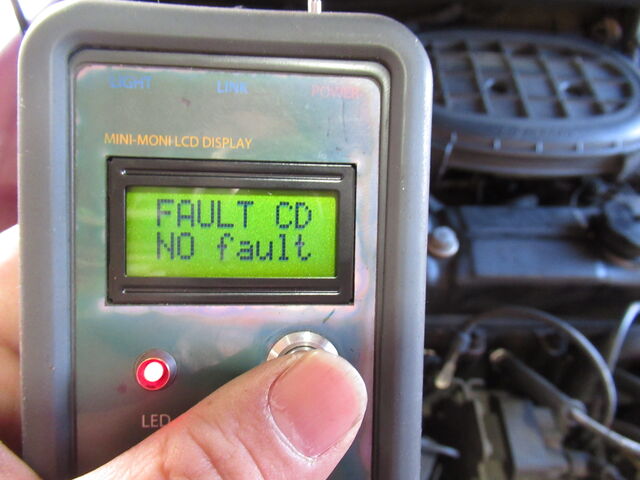 LIGHT LINK POWER
MINI-MONI LCD DISPLAY
FAULT CD
NO fault
LED